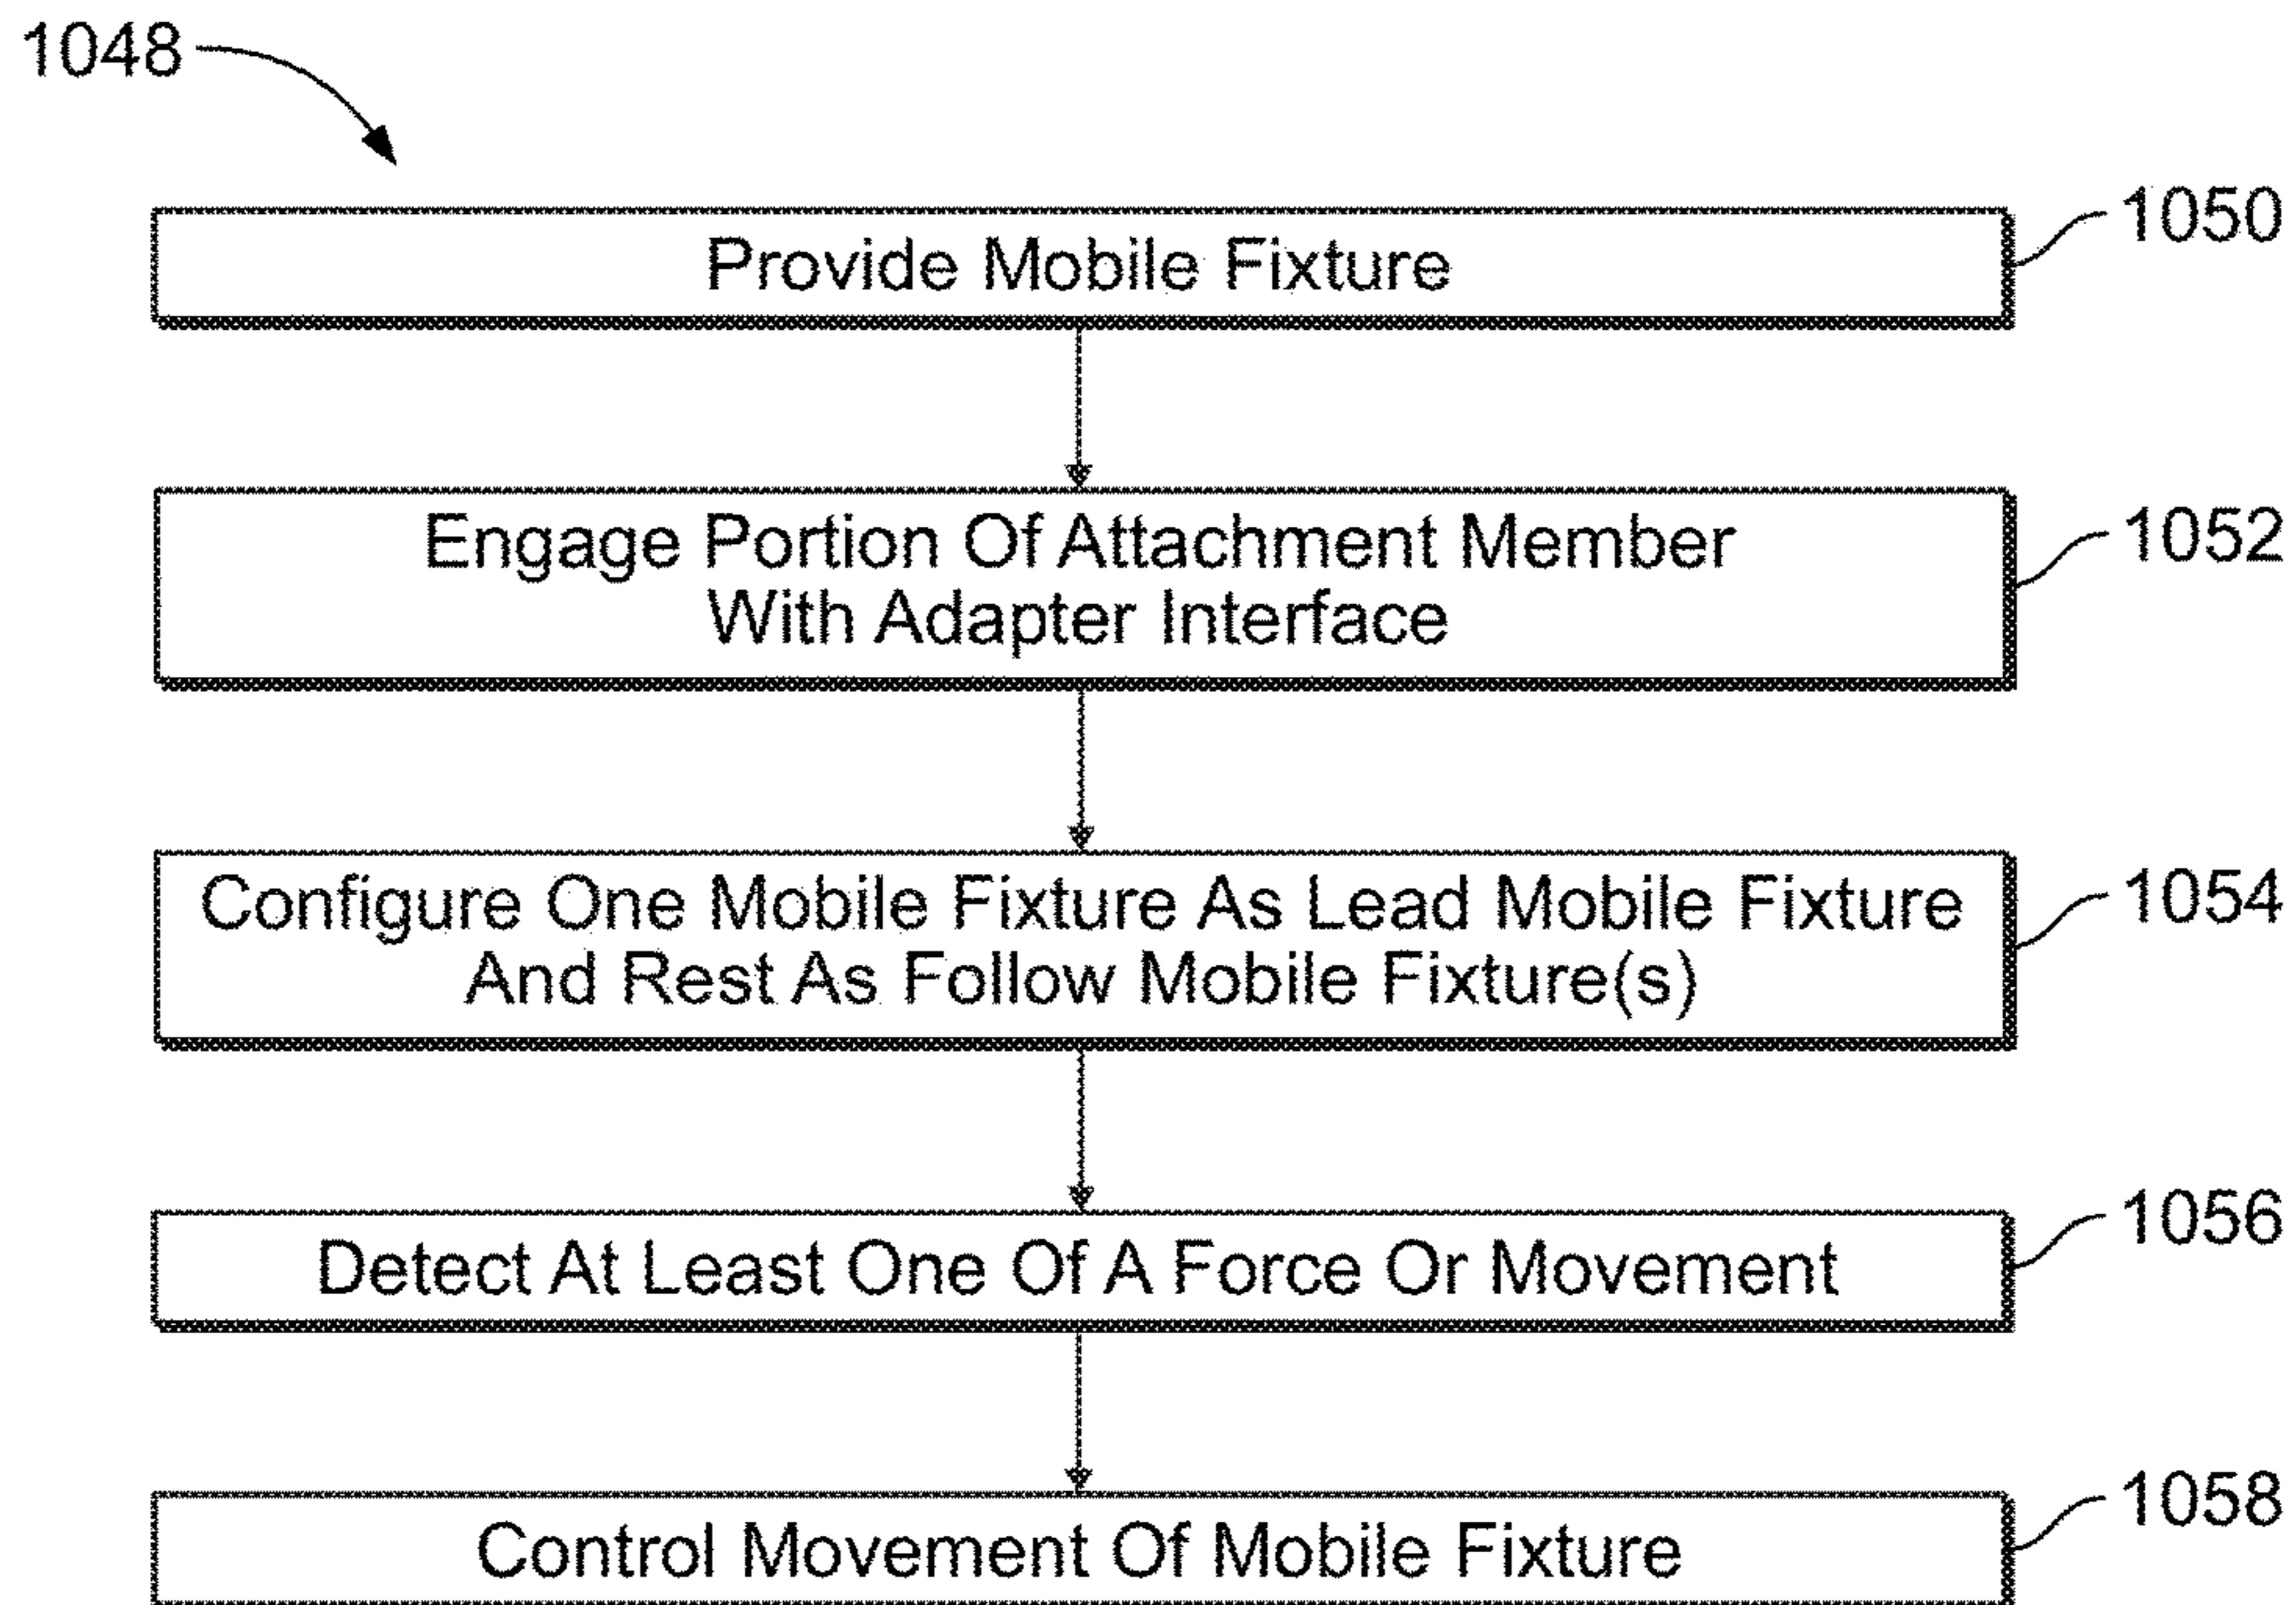 1048
Provide Mobile Fixture
1050
Engage Portion Of Attachment Member
With Adapter Interface
1052
Configure One Mobile Fixture As Lead Mobile Fixture
And Rest As Follow Mobile Fixture(s)
1054
Detect At Least One Of A Force Or Movement
1056
Control Movement Of Mobile Fixture
1058